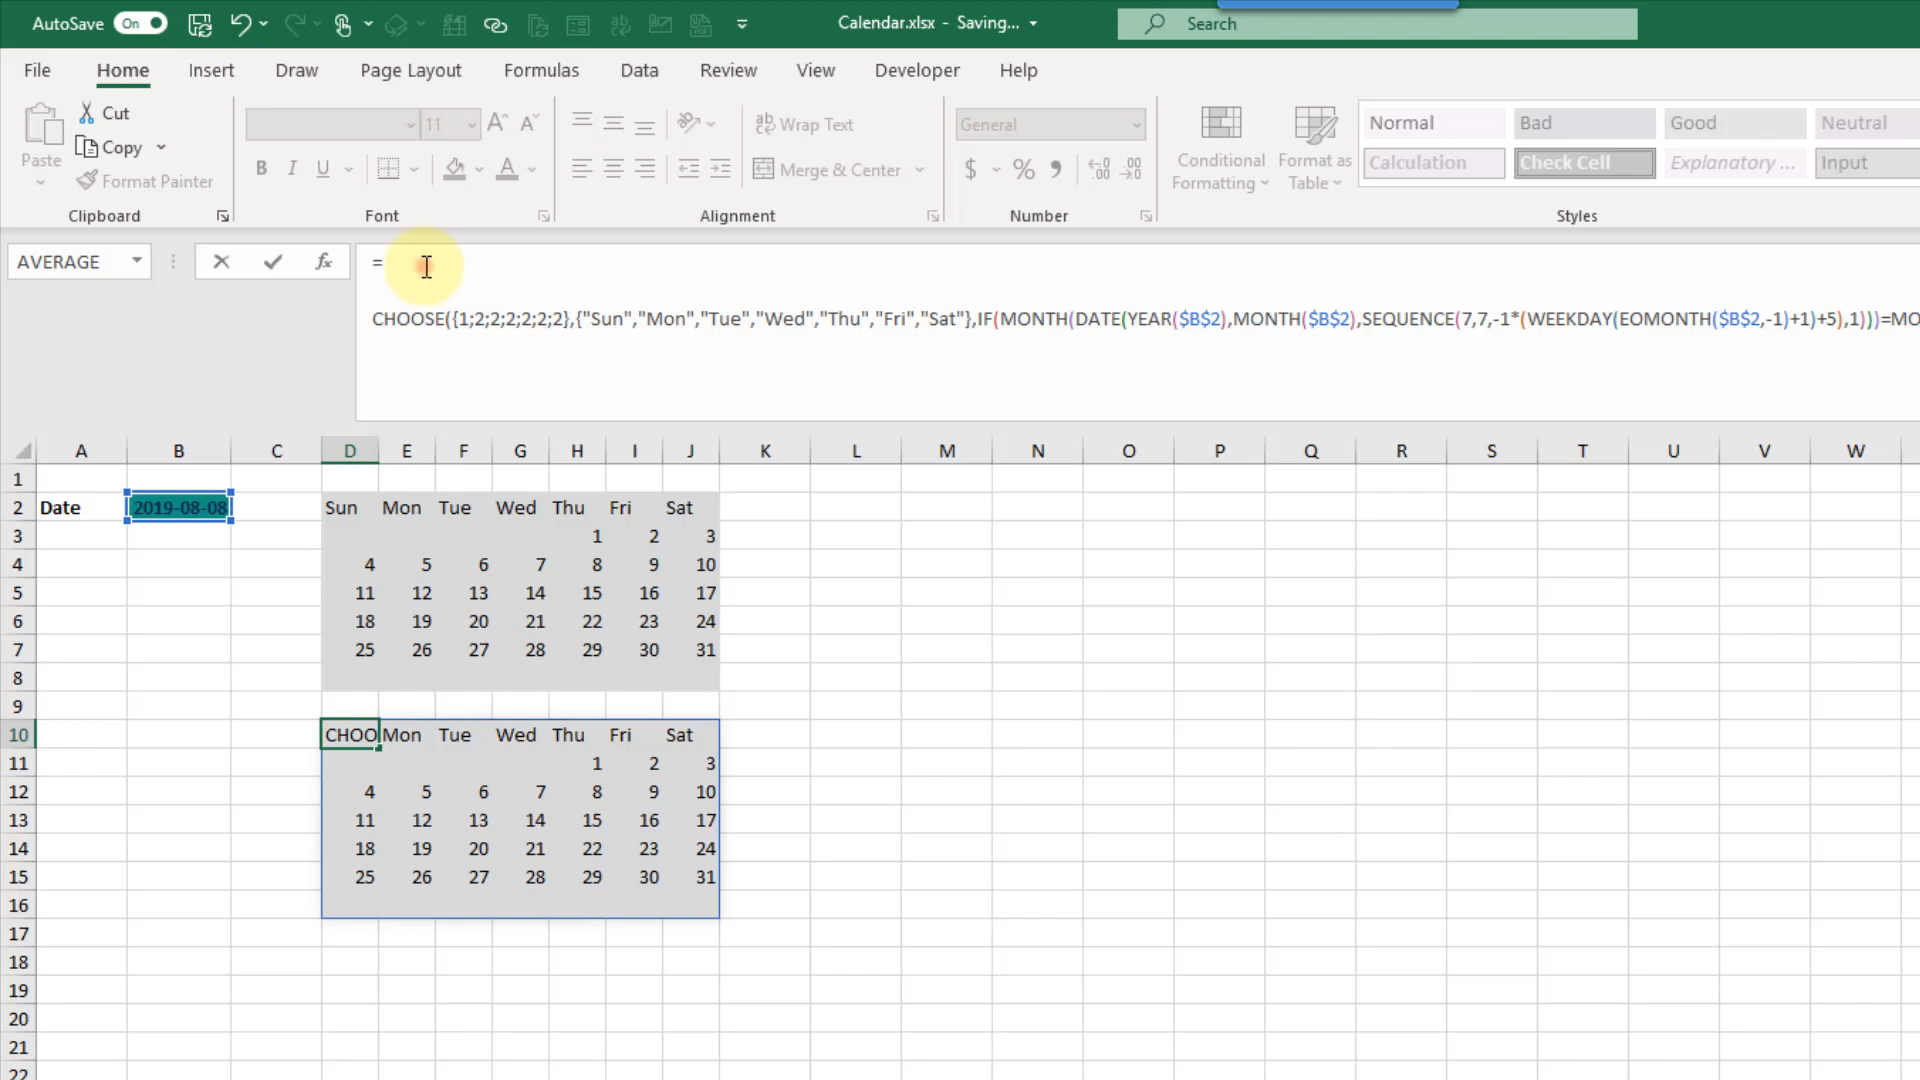 AutoSave On Calendar.xlsx - Saving... Search
File Home Insert Draw Page Layout Formulas Data Review View Developer Help
Paste Cut Copy Format Painter
Clipboard
11
B I U A
Font
ab Wrap Text
Merge & Center
Alignment
General
$ %
Number
Conditional Formatting
Format as Table
Normal Bad Good Neutral
Calculation Check Cell Explanatory ... Input
Styles
AVERAGE fx =
CHOOSE({1;2;2;2;2;2;2},{"Sun","Mon","Tue","Wed","Thu","Fri","Sat"},IF(MONTH(DATE(YEAR($B$2),MONTH($B$2),SEQUENCE(7,7,-1*(WEEKDAY(EOMONTH($B$2,-1)+1)+5),1)))=MO
A B C D E F G H I J K L M N O P Q R S T U V W
1
2 Date 2019-08-08 Sun Mon Tue Wed Thu Fri Sat
3 1 2 3
4 4 5 6 7 8 9 10
5 11 12 13 14 15 16 17
6 18 19 20 21 22 23 24
7 25 26 27 28 29 30 31
8
9
10 CHOO Mon Tue Wed Thu Fri Sat
11 1 2 3
12 4 5 6 7 8 9 10
13 11 12 13 14 15 16 17
14 18 19 20 21 22 23 24
15 25 26 27 28 29 30 31
16
17
18
19
20
21
22